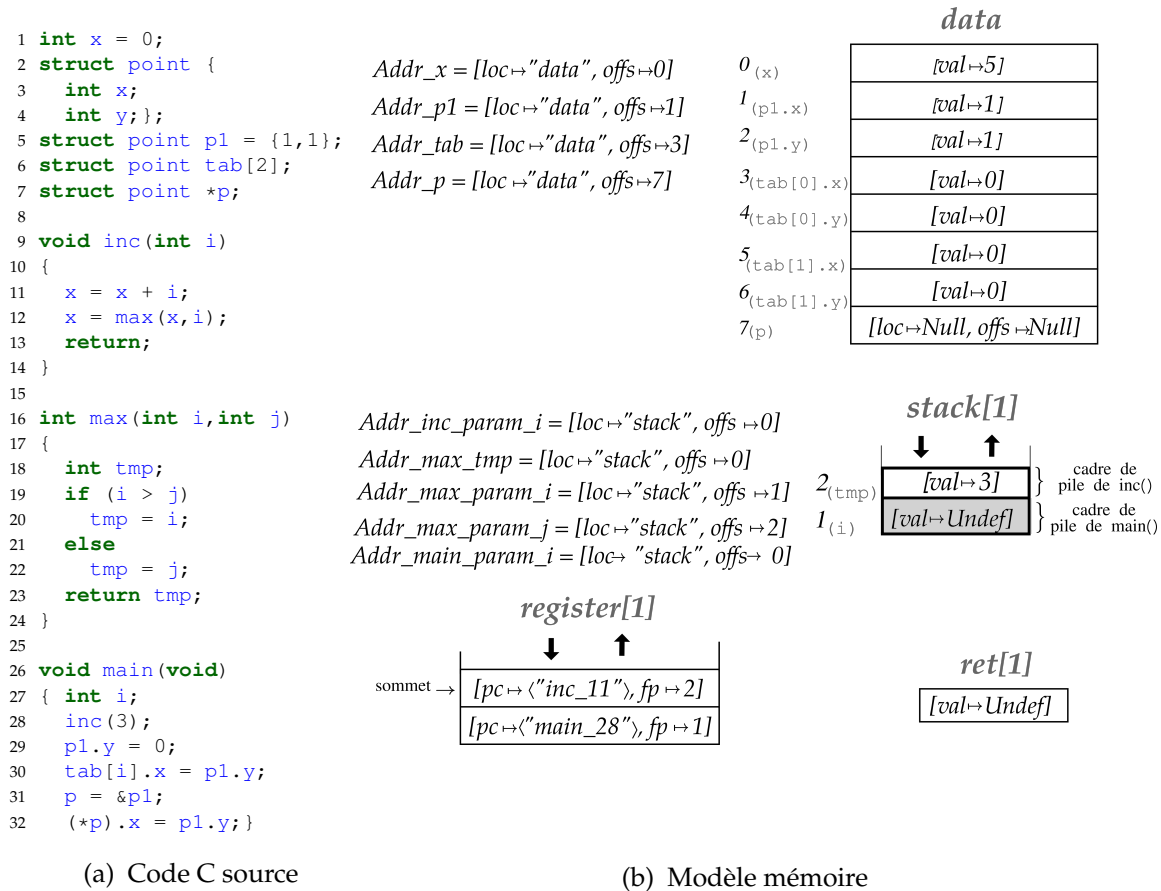 1 int x = 0;
2 struct point {
3 int x;
4 int y;};
5 struct point p1 = {1,1};
6 struct point tab[2];
7 struct point *p;
8
9 void inc(int i)
10 {
11 x = x + i;
12 x = max(x,i);
13 return;
14 }
15
16 int max(int i,int j)
17 {
18 int tmp;
19 if (i > j)
20 tmp = i;
21 else
22 tmp = j;
23 return tmp;
24 }
25
26 void main(void)
27 { int i;
28 inc(3);
29 p1.y = 0;
30 tab[i].x = p1.y;
31 p = &p1;
32 (*p).x = p1.y;}
(a) Code C source
Addr_x = [loc↦"data", offs↦0]
Addr_p1 = [loc↦"data", offs↦1]
Addr_tab = [loc↦"data", offs↦3]
Addr_p = [loc↦"data", offs↦7]
data
0(x) [val↦5]
1(p1.x) [val↦1]
2(p1.y) [val↦1]
3(tab[0].x) [val↦0]
4(tab[0].y) [val↦0]
5(tab[1].x) [val↦0]
6(tab[1].y) [val↦0]
7(p) [loc↦Null, offs↦Null]
Addr_inc_param_i = [loc↦"stack", offs↦0]
Addr_max_tmp = [loc↦"stack", offs↦0]
Addr_max_param_i = [loc↦"stack", offs↦1]
Addr_max_param_j = [loc↦"stack", offs↦2]
Addr_main_param_i = [loc↦ "stack", offs→ 0]
stack[1]
2(tmp) [val↦3] } cadre de
pile de inc()
1(i) [val↦Undef] } cadre de
pile de main()
register[1]
sommet → [pc↦⟨"inc_11"⟩, fp↦2]
[pc↦⟨"main_28"⟩, fp↦1]
ret[1]
[val↦Undef]
(b) Modèle mémoire